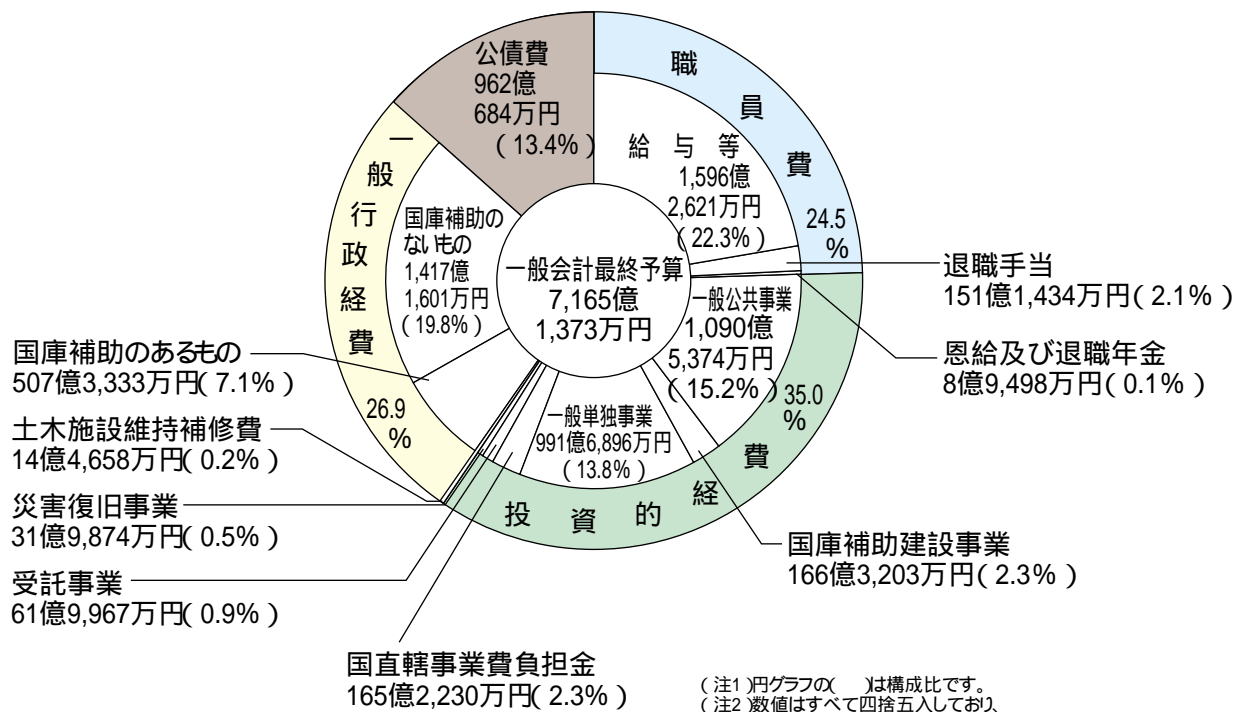 公債費
962億
684万円
( 13.4% )
職員費
24.5
%
給与等
1,596億
2,621万円
( 22.3% )
退職手当
151億1,434万円( 2.1% )
恩給及び退職年金
8億9,498万円( 0.1% )
一般公共事業
1,090億
5,374万円
( 15.2% )
投資的経費
35.0
%
国庫補助建設事業
166億3,203万円( 2.3% )
一般単独事業
991億6,896万円
( 13.8% )
国直轄事業費負担金
165億2,230万円( 2.3% )
受託事業
61億9,967万円( 0.9% )
災害復旧事業
31億9,874万円( 0.5% )
土木施設維持補修費
14億4,658万円( 0.2% )
国庫補助のあるもの
507億3,333万円( 7.1% )
一般行政経費
26.9
%
国庫補助の
ないもの
1,417億
1,601万円
( 19.8% )
一般会計最終予算
7,165億
1,373万円
( 注1 )円グラフの( )は構成比です。
( 注2 )数値はすべて四捨五入しており、